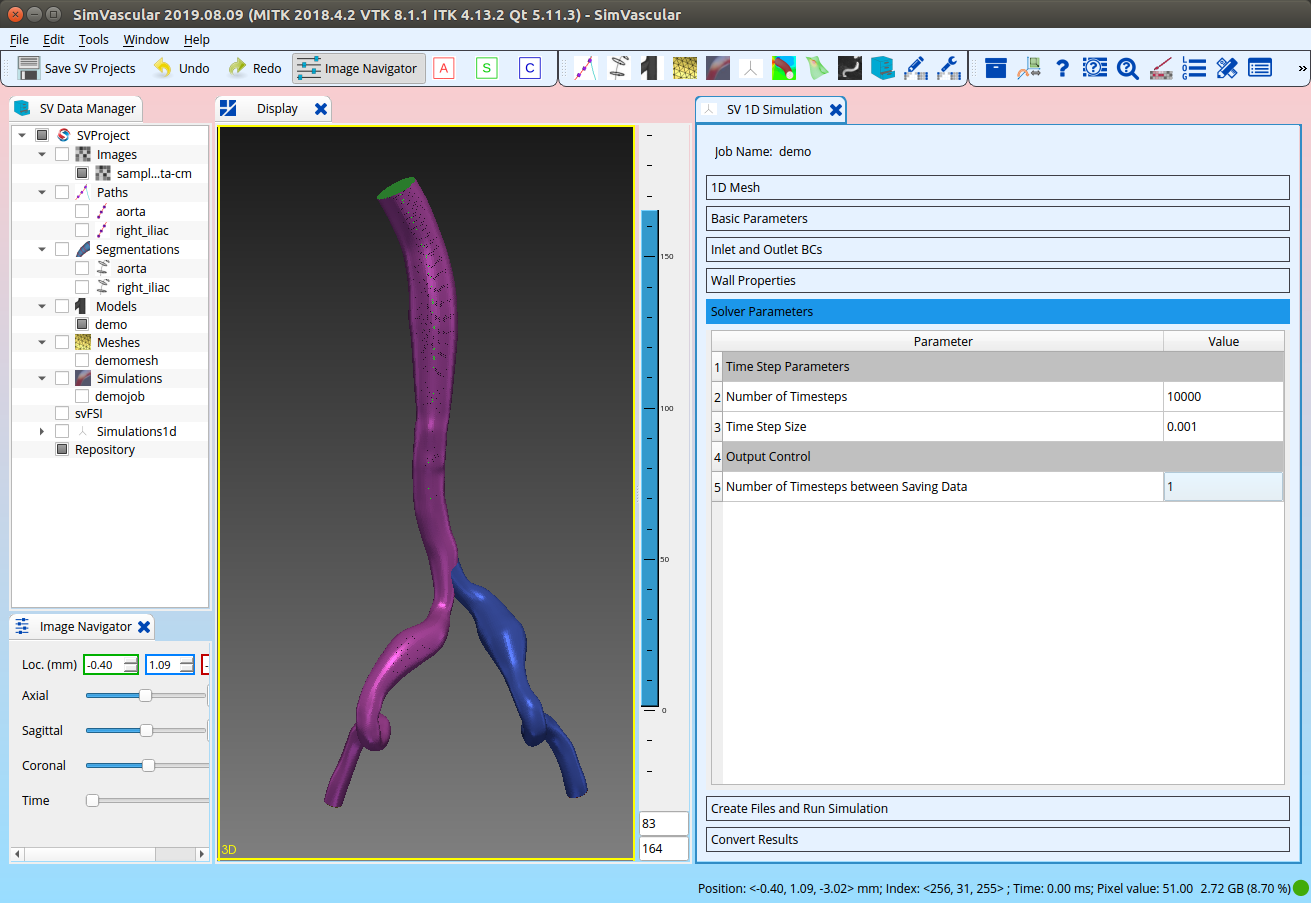 SimVascular 2019.08.09 (MITK 2018.4.2 VTK 8.1.1 ITK 4.13.2 Qt 5.11.3) - SimVascular
File Edit Tools Window Help
Save SV Projects Undo Redo Image Navigator A S C »
SV Data Manager
SVProject
Images
sampl...ta-cm
Paths
aorta
right_iliac
Segmentations
aorta
right_iliac
Models
demo
Meshes
demomesh
Simulations
demojob
svFSI
Simulations1d
Repository
Image Navigator
Loc. (mm) -0.40 1.09 -
Axial
Sagittal
Coronal
Time
Display
3D
150
100
50
0
83
164
SV 1D Simulation
Job Name: demo
1D Mesh
Basic Parameters
Inlet and Outlet BCs
Wall Properties
Solver Parameters
Parameter Value
1 Time Step Parameters
2 Number of Timesteps 10000
3 Time Step Size 0.001
4 Output Control
5 Number of Timesteps between Saving Data 1
Create Files and Run Simulation
Convert Results
Position: <-0.40, 1.09, -3.02> mm; Index: <256, 31, 255> ; Time: 0.00 ms; Pixel value: 51.00 2.72 GB (8.70 %)